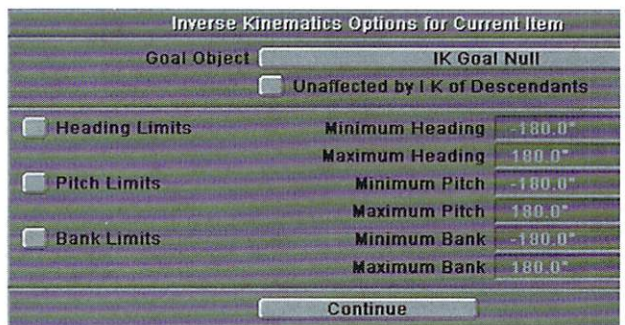 Inverse Kinematics Options for Current Item
Goal Object IK Goal Null
Unaffected by I K of Descendants
Heading Limits Minimum Heading -180.0°
Maximum Heading 180.0°
Pitch Limits Minimum Pitch -180.0°
Maximum Pitch 180.0°
Bank Limits Minimum Bank -180.0°
Maximum Bank 180.0°
Continue